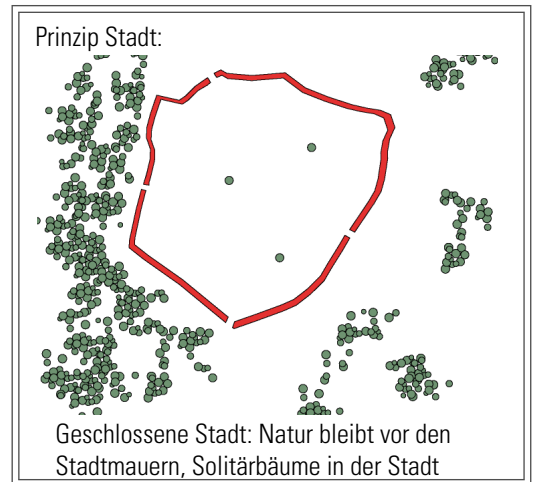 Prinzip Stadt:
Geschlossene Stadt: Natur bleibt vor den
Stadtmauern, Solitärbäume in der Stadt